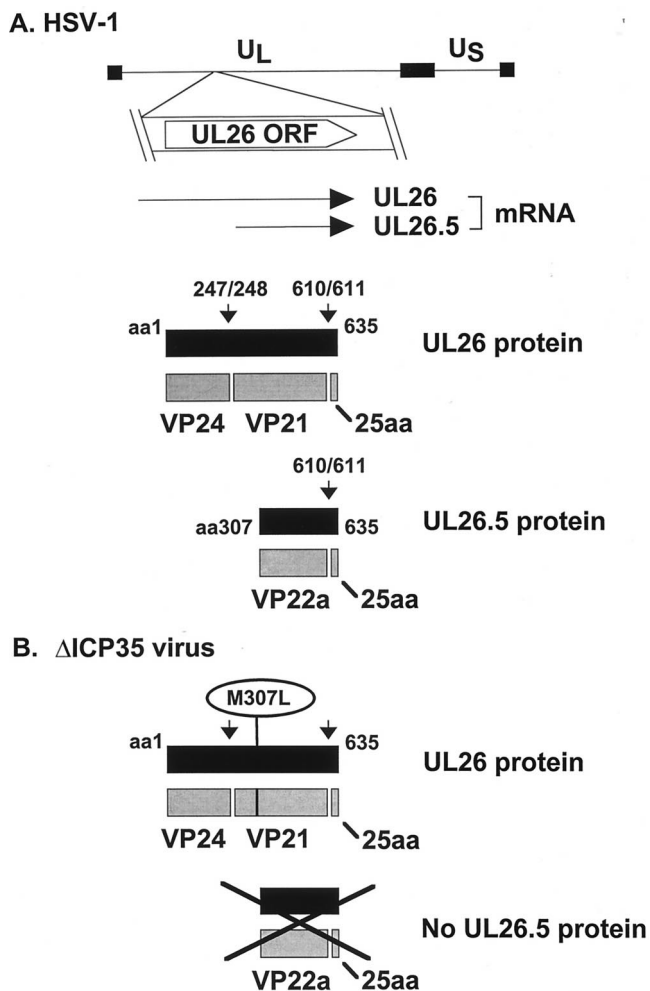 A. HSV-1
UL US
UL26 ORF
UL26
UL26.5
mRNA
247/248 610/611
aa1 635
UL26 protein
VP24 VP21 25aa
610/611
aa307 635
UL26.5 protein
VP22a 25aa
B. ΔICP35 virus
M307L
aa1 635
UL26 protein
VP24 VP21 25aa
No UL26.5 protein
VP22a 25aa